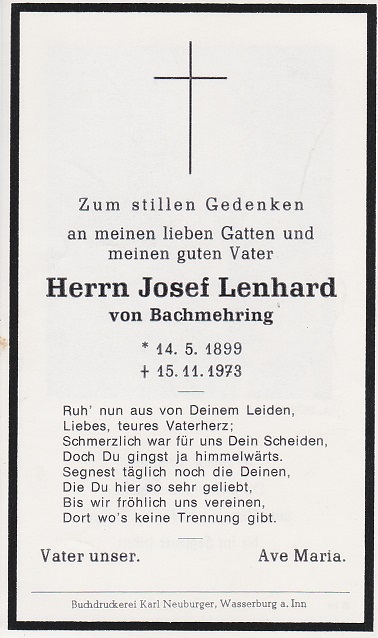 Zum stillen Gedenken
an meinen lieben Gatten und
meinen guten Vater
Herrn Josef Lenhard
von Bachmehring
* 14. 5. 1899
† 15. 11. 1973
Ruh' nun aus von Deinem Leiden,
Liebes, teures Vaterherz;
Schmerzlich war für uns Dein Scheiden,
Doch Du gingst ja himmelwärts.
Segnest täglich noch die Deinen,
Die Du hier so sehr geliebt,
Bis wir fröhlich uns vereinen,
Dort wo's keine Trennung gibt.
Vater unser. Ave Maria.
Buchdruckerei Karl Neuburger, Wasserburg a. Inn